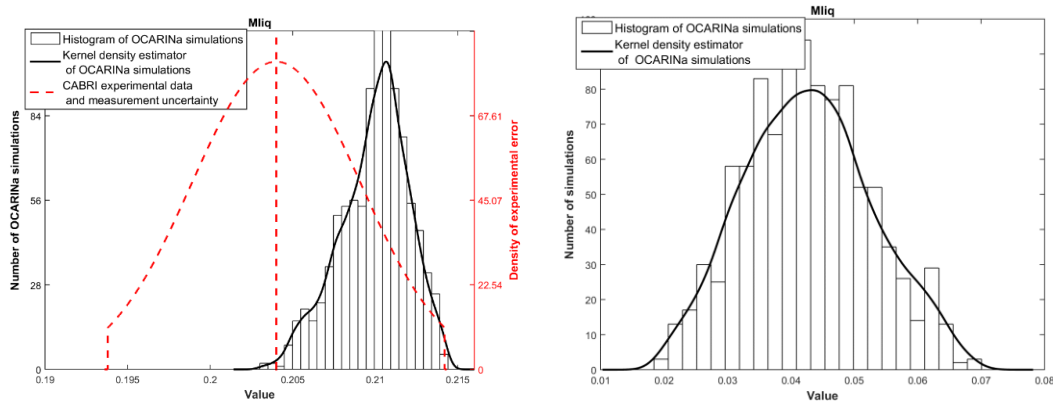 Mliq
Histogram of OCARINa simulations
Kernel density estimator
of OCARINa simulations
CABRI experimental data
and measurement uncertainty
Number of OCARINa simulations
84
56
28
0
67.61
45.07
22.54
0
Density of experimental error
0.19
0.195
0.2
0.205
0.21
0.215
Value
Mliq
Histogram of OCARINa simulations
Kernel density estimator
of OCARINa simulations
Number of simulations
90
80
70
60
50
40
30
20
10
0
0.01
0.02
0.03
0.04
0.05
0.06
0.07
0.08
Value